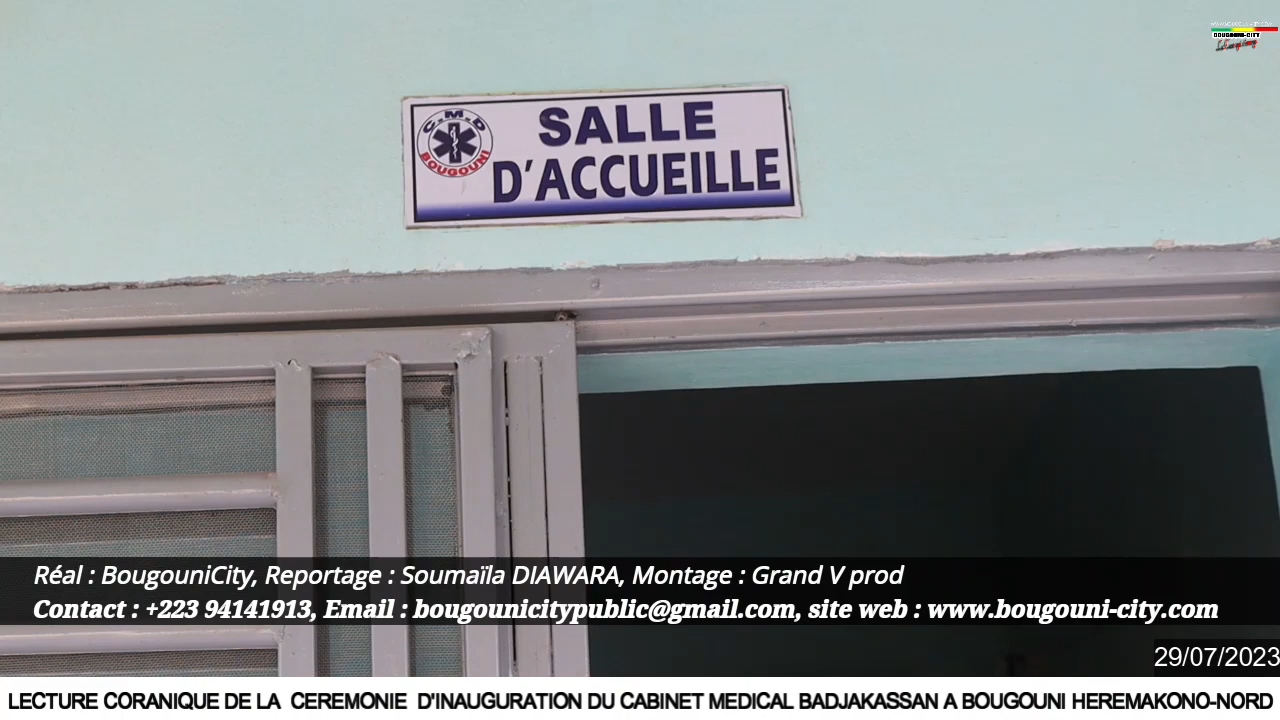 BOUGOUNI-CITY
C.M.D
BOUGOUNI
SALLE
D'ACCUEILLE
Réal : BougouniCity, Reportage : Soumaïla DIAWARA, Montage : Grand V prod
Contact : +223 94141913, Email : bougounicitypublic@gmail.com, site web : www.bougouni-city.com
29/07/2023
LECTURE CORANIQUE DE LA CEREMONIE D'INAUGURATION DU CABINET MEDICAL BADJAKASSAN A BOUGOUNI HEREMAKONO-NORD